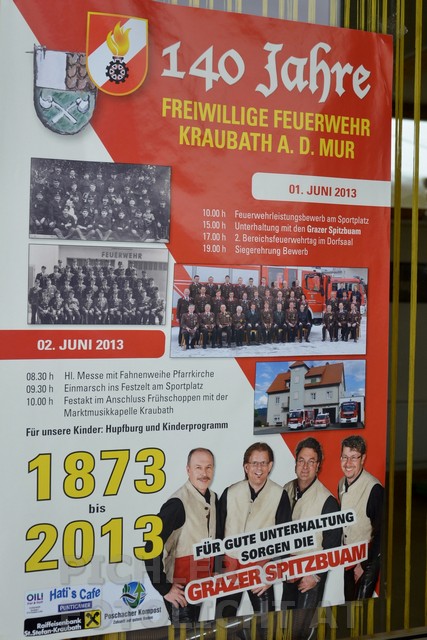 140 Jahre
FREIWILLIGE FEUERWEHR
KRAUBATH A. D. MUR
01. JUNI 2013
10.00 h Feuerwehrleistungsbewerb am Sportplatz
15.00 h Unterhaltung mit den Grazer Spitzbuam
17.00 h 2. Bereichsfeuerwehrtag im Dorfsaal
19.00 h Siegerehrung Bewerb
FEUERWEHR
02. JUNI 2013
08.30 h Hl. Messe mit Fahnenweihe Pfarrkirche
09.30 h Einmarsch ins Festzelt am Sportplatz
10.00 h Festakt im Anschluss Frühschoppen mit der
Marktmusikkapelle Kraubath
Für unsere Kinder: Hupfburg und Kinderprogramm
1873
bis
2013
FÜR GUTE UNTERHALTUNG
SORGEN DIE
GRAZER SPITZBUAM
OILI
Hati's Cafe
PUNTIGAMER
Poschacher Kompost
Raiffeisenbank
St.Stefan-Kraubath